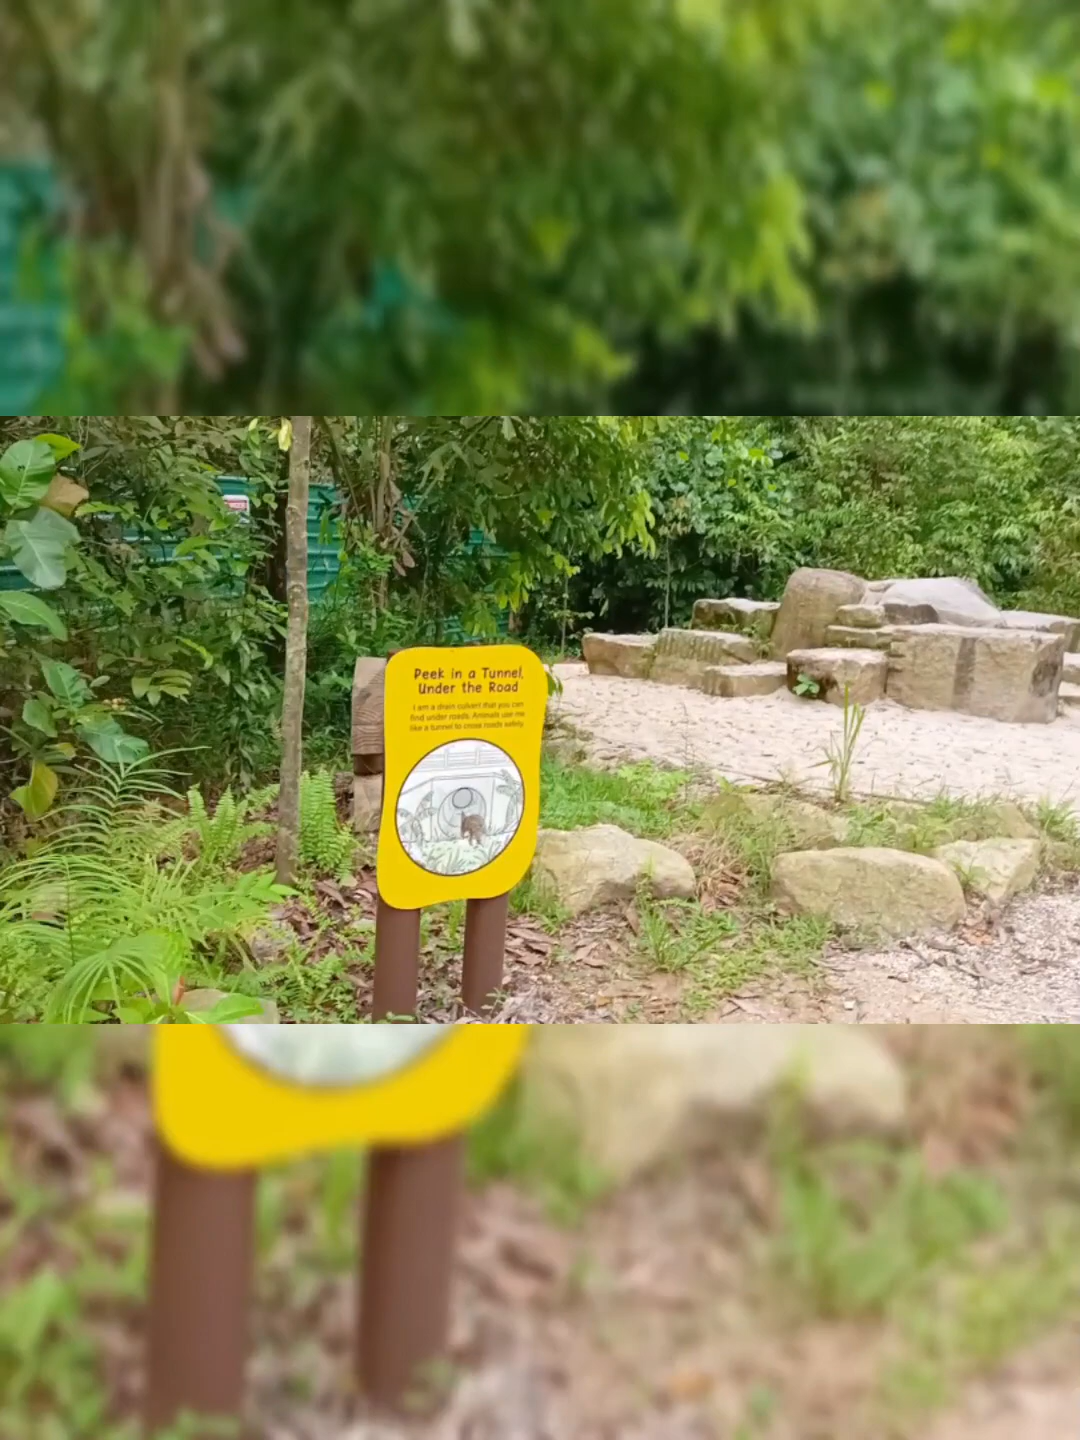 Peek in a Tunnel,
Under the Road
I am a drain culvert that you can
find under roads. Animals use me
like a tunnel to cross roads safely.